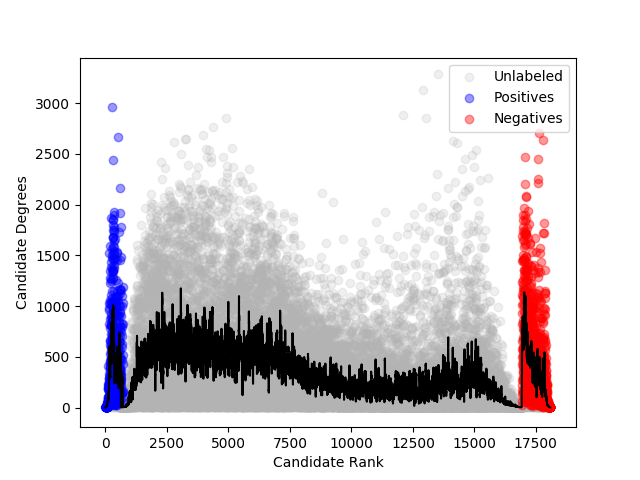 Unlabeled
Positives
Negatives
3000
2500
2000
1500
1000
500
0
Candidate Degrees
0 2500 5000 7500 10000 12500 15000 17500
Candidate Rank